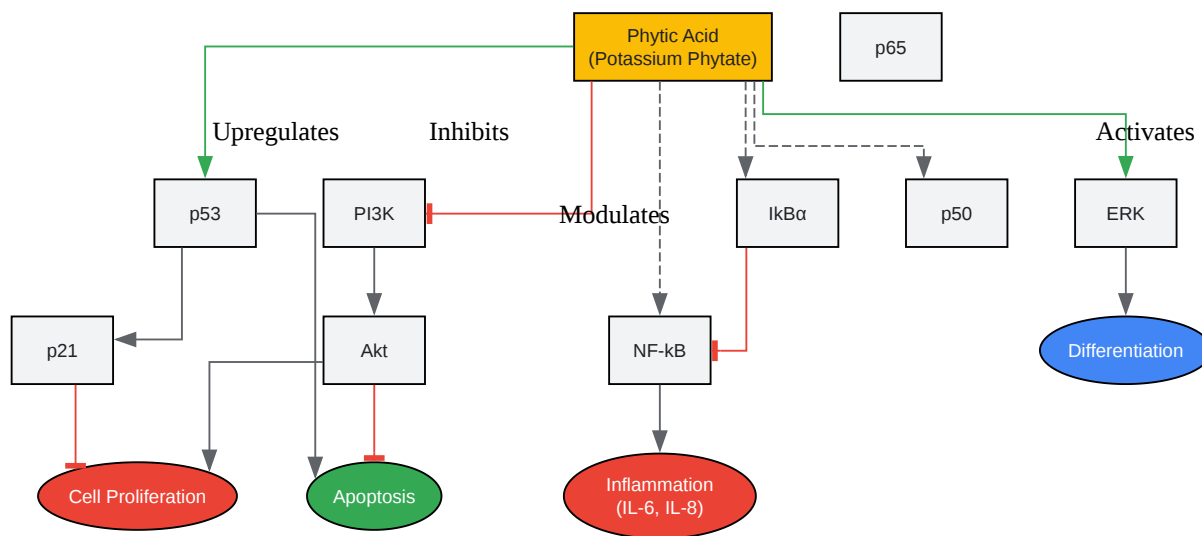 Phytic Acid
(Potassium Phytate)
p65
Upregulates
Inhibits
Activates
p53
PI3K
Modulates
IkBα
p50
ERK
p21
Akt
NF-kB
Differentiation
Cell Proliferation
Apoptosis
Inflammation
(IL-6, IL-8)